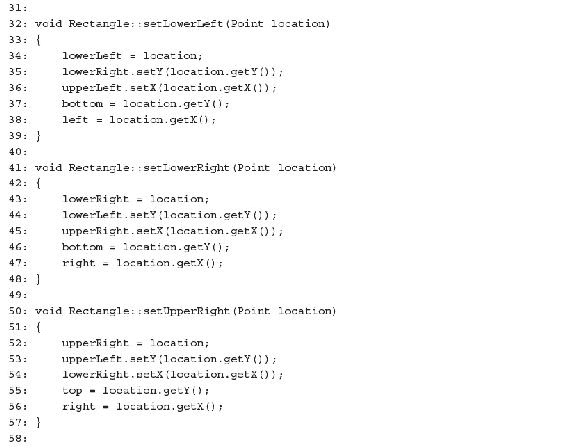 31:
32: void Rectangle::setLowerLeft(Point location)
33: {
34:     lowerLeft = location;
35:     lowerRight.setY(location.getY());
36:     upperLeft.setX(location.getX());
37:     bottom = location.getY();
38:     left = location.getX();
39: }
40:
41: void Rectangle::setLowerRight(Point location)
42: {
43:     lowerRight = location;
44:     lowerLeft.setY(location.getY());
45:     upperRight.setX(location.getX());
46:     bottom = location.getY();
47:     right = location.getX();
48: }
49:
50: void Rectangle::setUpperRight(Point location)
51: {
52:     upperRight = location;
53:     upperLeft.setY(location.getY());
54:     lowerRight.setX(location.getX());
55:     top = location.getY();
56:     right = location.getX();
57: }
58: